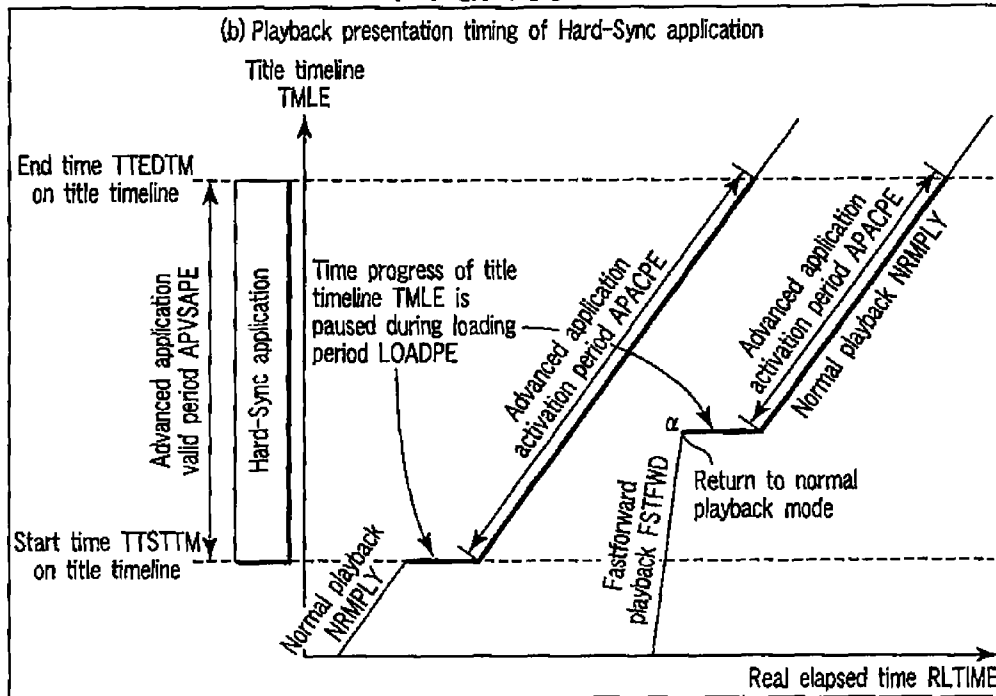 (b) Playback presentation timing of Hard-Sync application
Title timeline
TMLE
End time TTEDTM
on title timeline
Advanced application
valid period APVSAPE
Hard-Sync application
Time progress of title
timeline TMLE is
paused during loading
period LOADPE
Advanced application
activation period APACPE
Advanced application
activation period APACPE
Normal playback NRMPLY
α
Return to normal
playback mode
Start time TTSTTM
on title timeline
Normal playback
NRMPLY
Fastforward
playback FSTFWD
Real elapsed time RLTIME